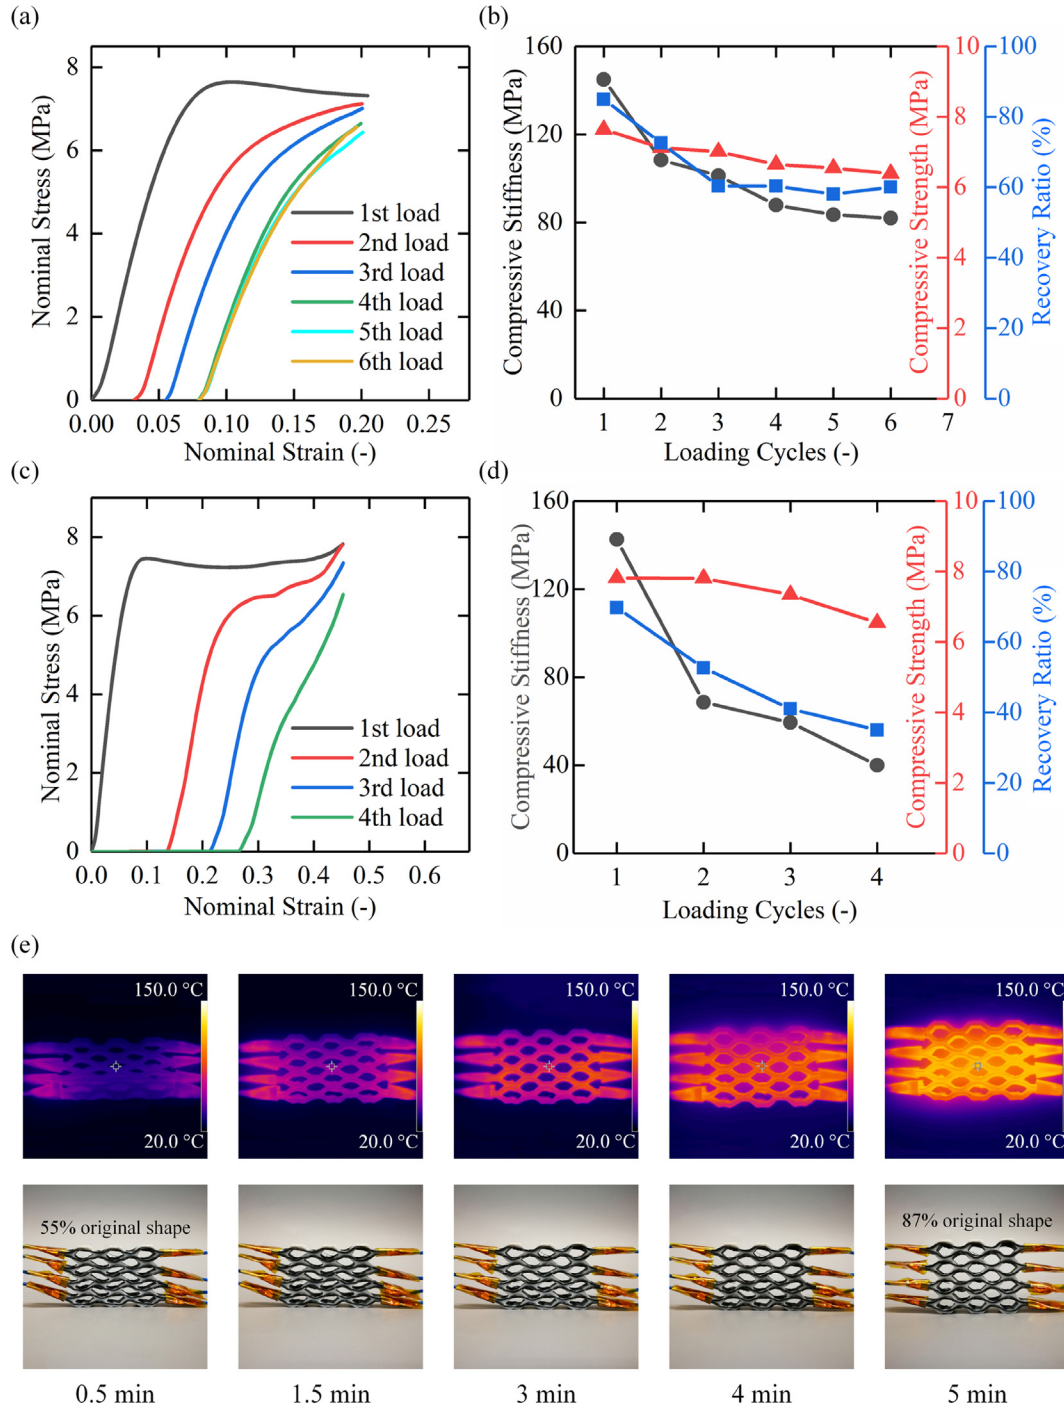 (a)
(b)
Nominal Stress (MPa)
8
6
4
2
0
0.00 0.05 0.10 0.15 0.20 0.25
Nominal Strain (-)
1st load
2nd load
3rd load
4th load
5th load
6th load
Compressive Stiffness (MPa)
160
120
80
40
0
1 2 3 4 5 6 7
Loading Cycles (-)
Compressive Strength (MPa)
10
8
6
4
2
0
Recovery Ratio (%)
100
80
60
40
20
0
(c)
(d)
Nominal Stress (MPa)
8
6
4
2
0
0.0 0.1 0.2 0.3 0.4 0.5 0.6
Nominal Strain (-)
1st load
2nd load
3rd load
4th load
Compressive Stiffness (MPa)
160
120
80
40
0
1 2 3 4
Loading Cycles (-)
Compressive Strength (MPa)
10
8
6
4
2
0
Recovery Ratio (%)
100
80
60
40
20
0
(e)
150.0 °C 150.0 °C 150.0 °C 150.0 °C 150.0 °C
20.0 °C 20.0 °C 20.0 °C 20.0 °C 20.0 °C
55% original shape
87% original shape
0.5 min 1.5 min 3 min 4 min 5 min